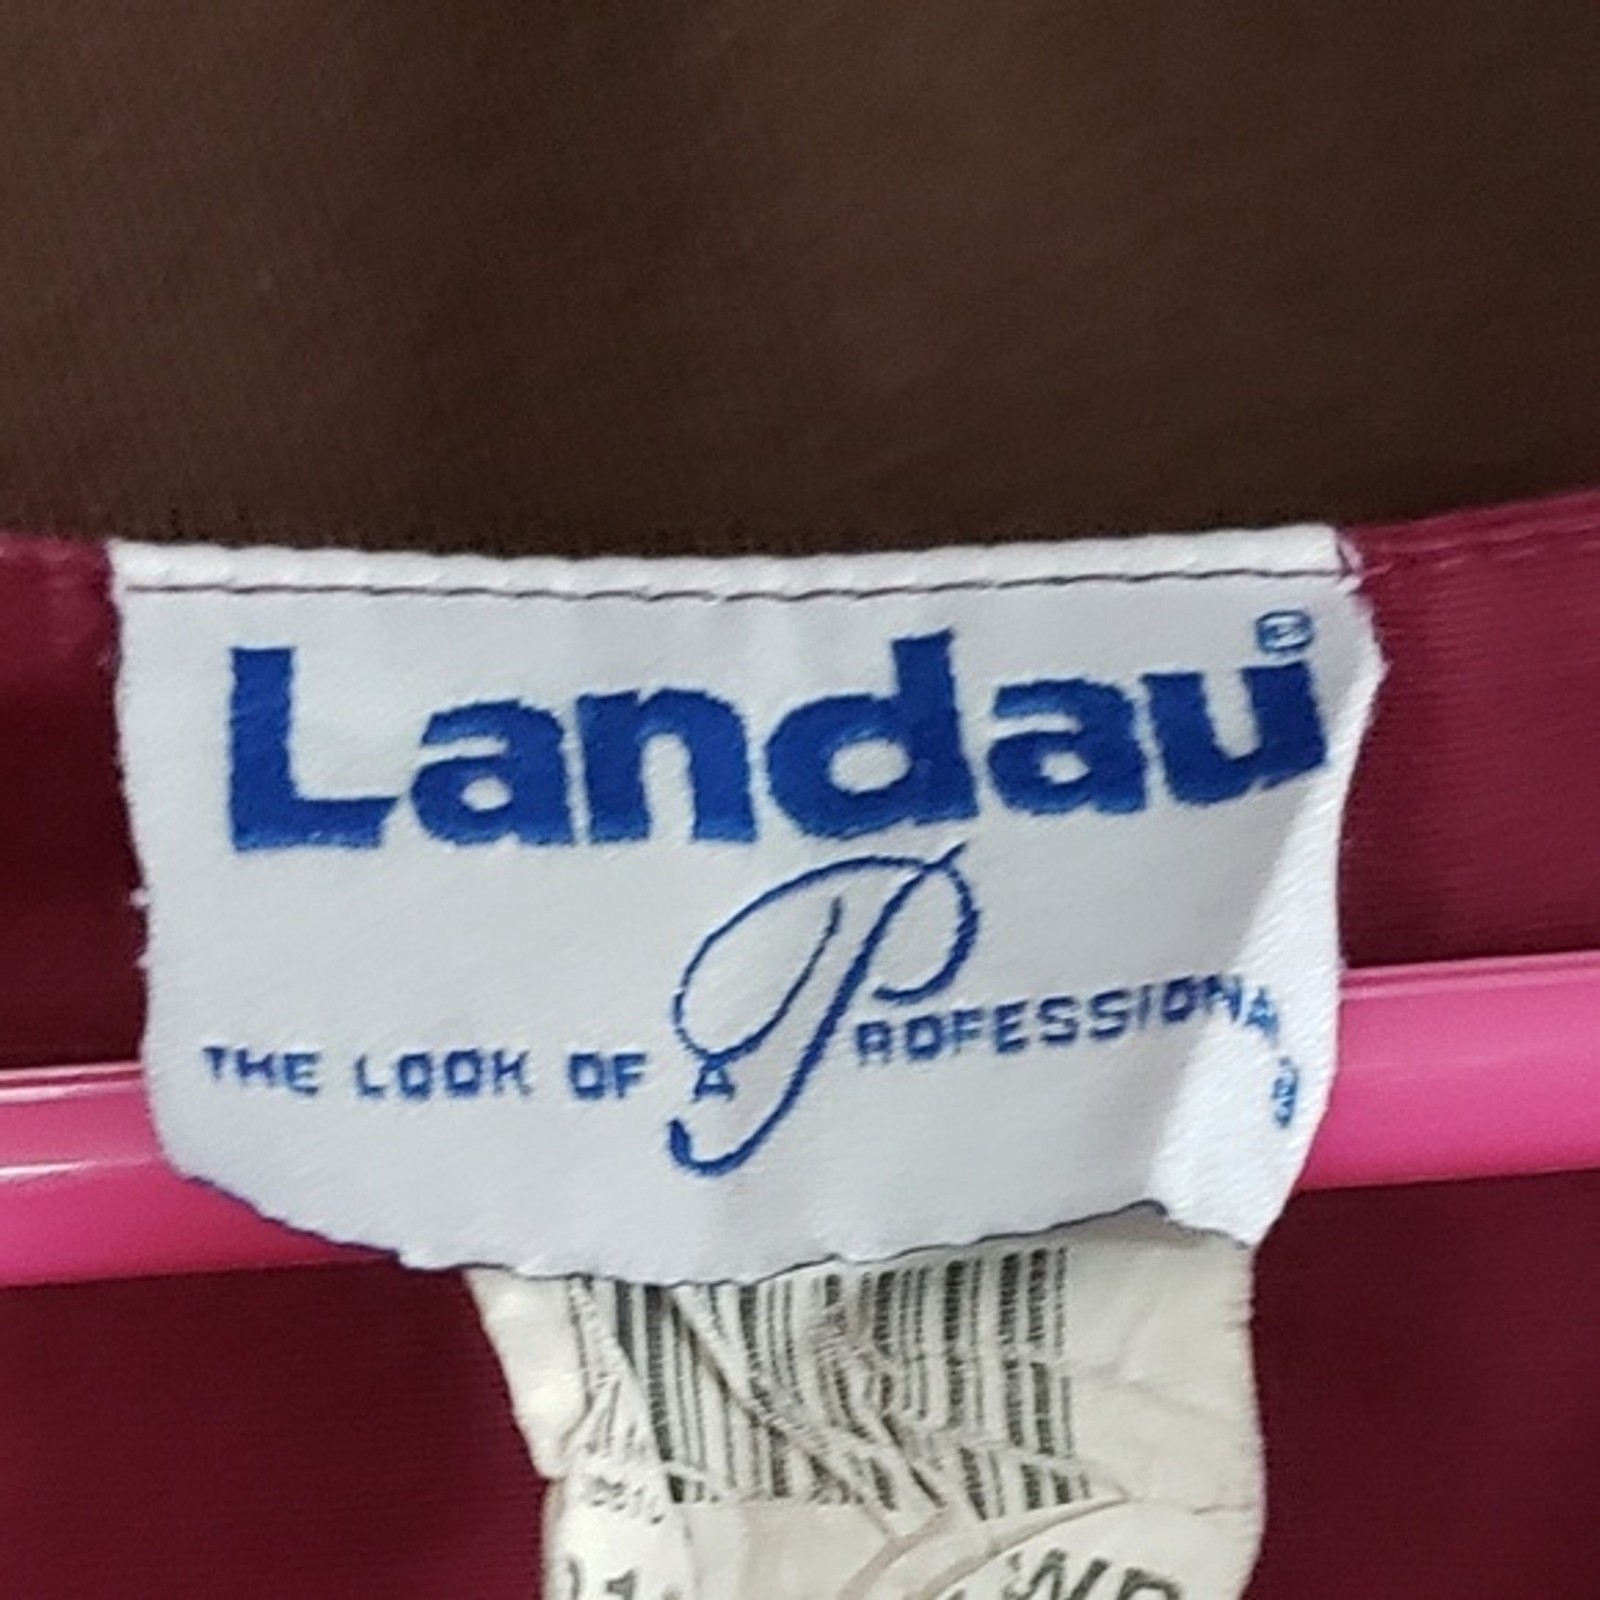 Landau®
THE LOOK OF A PROFESSIONAL